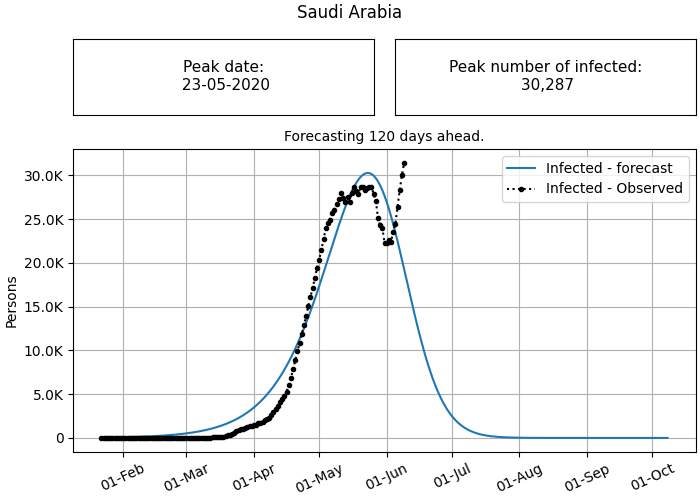 Saudi Arabia
Peak date:
23-05-2020
Peak number of infected:
30,287
Forecasting 120 days ahead.
Infected - forecast
Infected - Observed
Persons
30.0K
25.0K
20.0K
15.0K
10.0K
5.0K
0
01-Feb
01-Mar
01-Apr
01-May
01-Jun
01-Jul
01-Aug
01-Sep
01-Oct